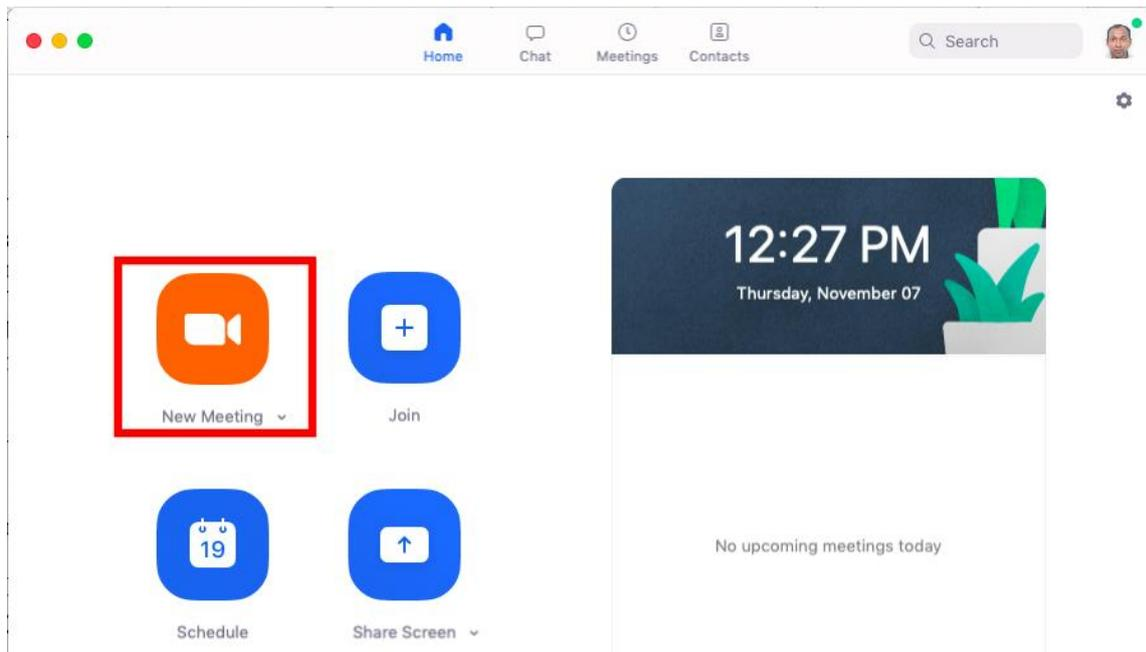 Home
Chat
Meetings
Contacts
Search
12:27 PM
Thursday, November 07
New Meeting
Join
19
Schedule
Share Screen
No upcoming meetings today